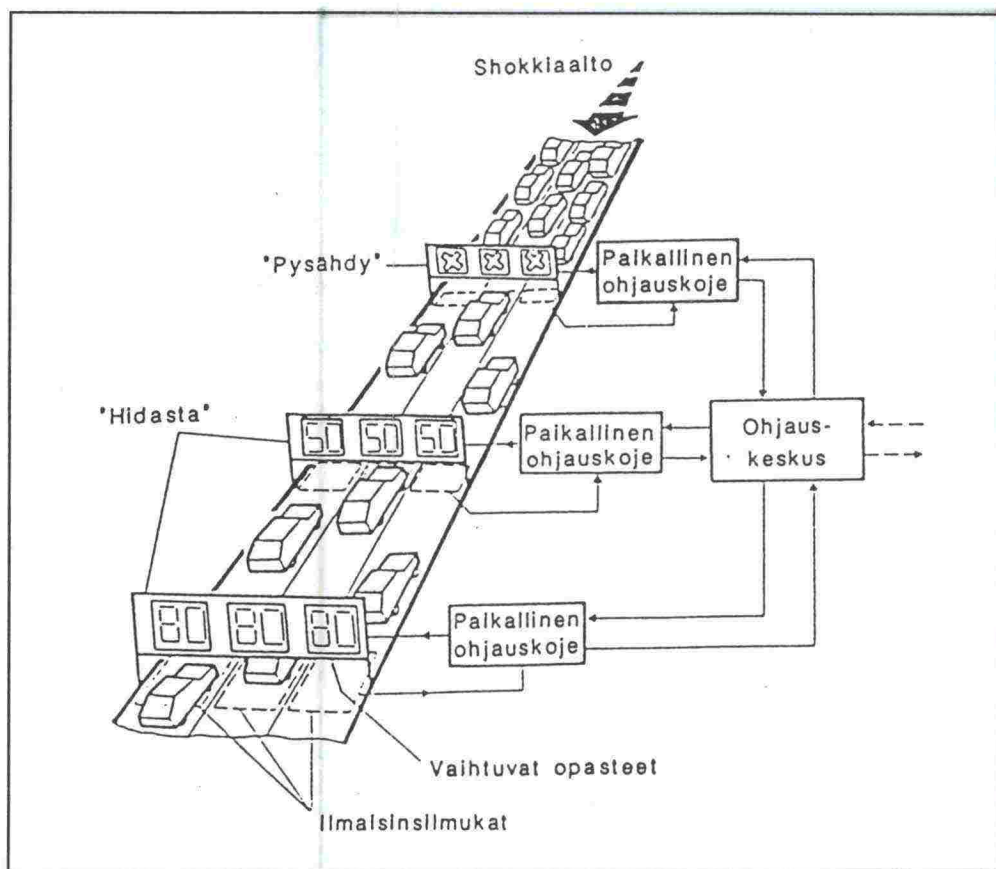 Shokkiaalto
"Pysähdy"
Paikallinen
ohjauskoje
"Hidasta"
50 50 50
Paikallinen
ohjauskoje
Ohjaus-
keskus
80 80 80
Paikallinen
ohjauskoje
Vaihtuvat opasteet
Ilmaisinsilmukat